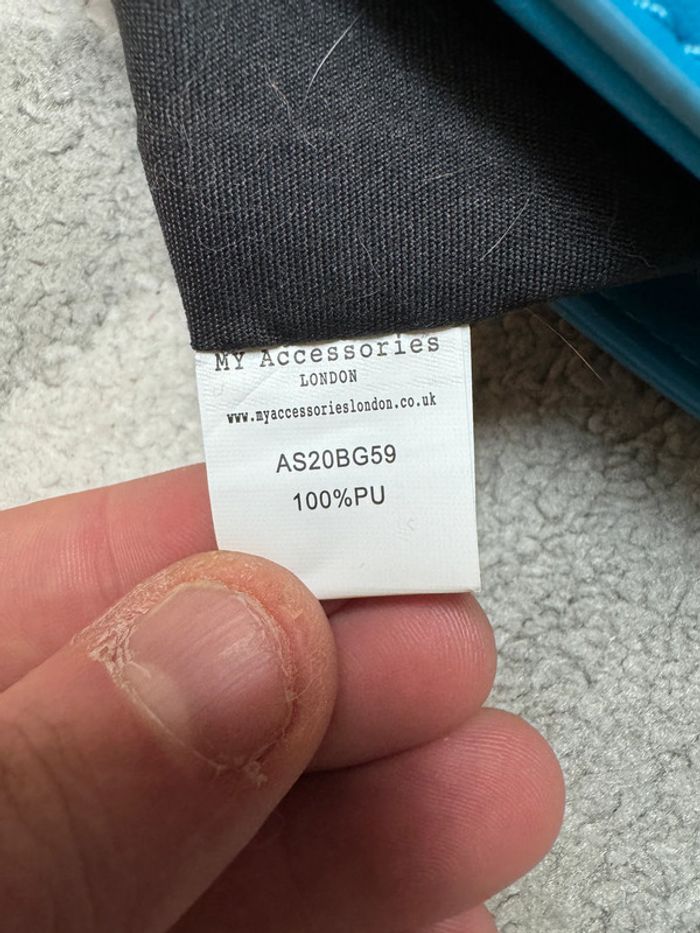 MY Accessories
LONDON
www.myaccessorieslondon.co.uk
AS20BG59
100%PU